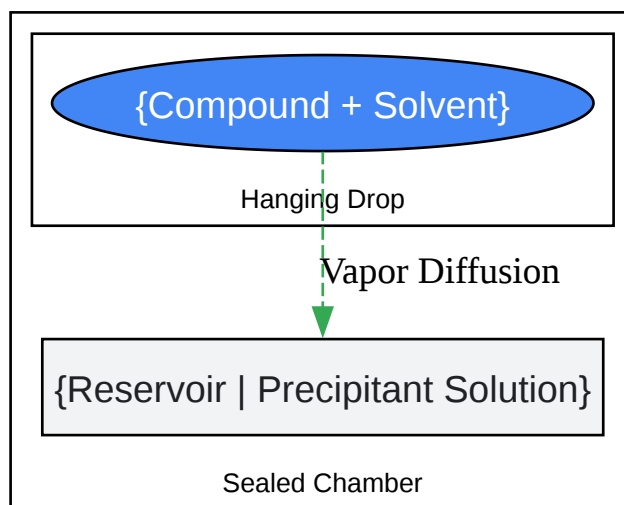 {Compound + Solvent}
Hanging Drop
Vapor Diffusion
{Reservoir | Precipitant Solution}
Sealed Chamber